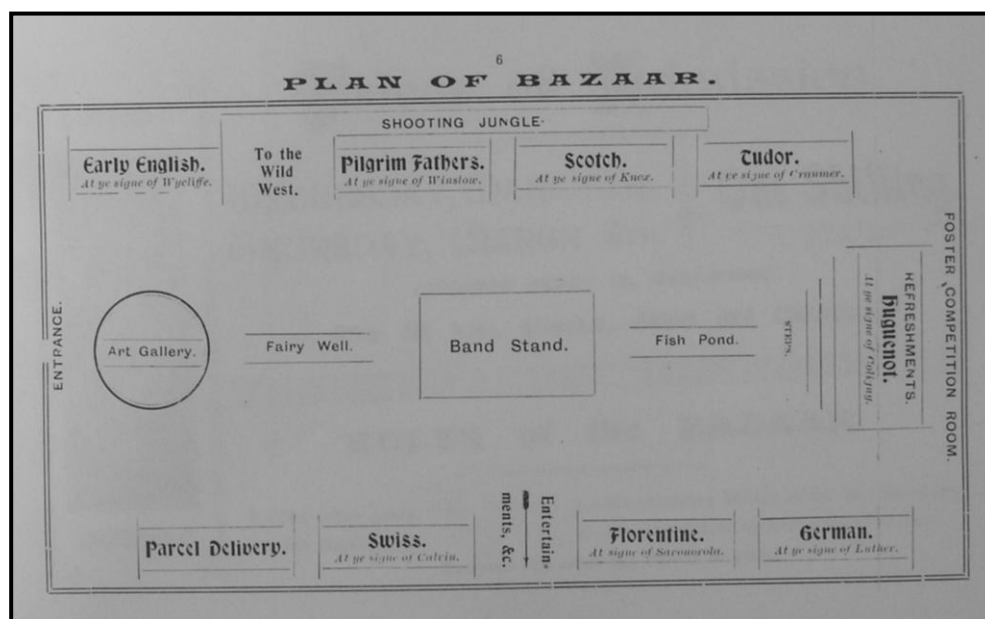 6
PLAN OF BAZAAR.
SHOOTING JUNGLE.
Early English.
At ye signe of Wycliffe.
To the
Wild
West.
Pilgrim Fathers.
At ye signe of Winslow.
Scotch.
At ye signe of Knox.
Tudor.
At ye signe of Cranmer.
ENTRANCE.
Art Gallery.
Fairy Well.
Band Stand.
Fish Pond.
STEPS.
REFRESHMENTS.
Huguenot.
At ye signe of Coligny.
FOSTER COMPETITION ROOM.
Parcel Delivery.
Swiss.
At ye signe of Calvin.
Entertain-
ments, &c.
Florentine.
At signe of Savonorola.
German.
At ye signe of Luther.